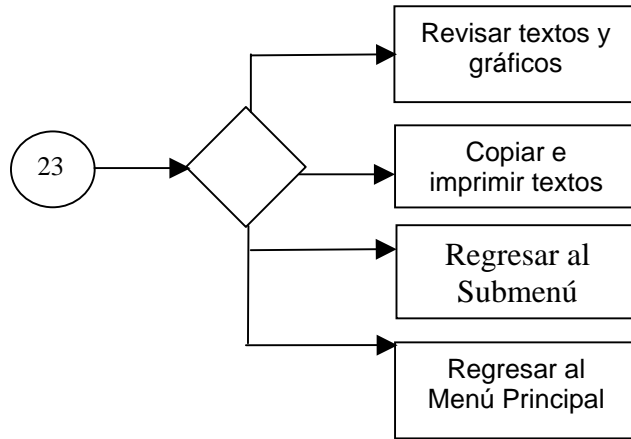 Revisar textos y
gráficos
23
Copiar e
imprimir textos
Regresar al
Submenú
Regresar al
Menú Principal